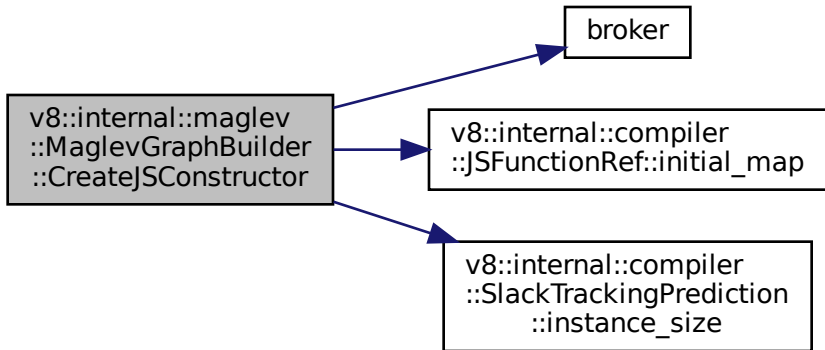 v8::internal::maglev
::MaglevGraphBuilder
::CreateJSConstructor
broker
v8::internal::compiler
::JSFunctionRef::initial_map
v8::internal::compiler
::SlackTrackingPrediction
::instance_size